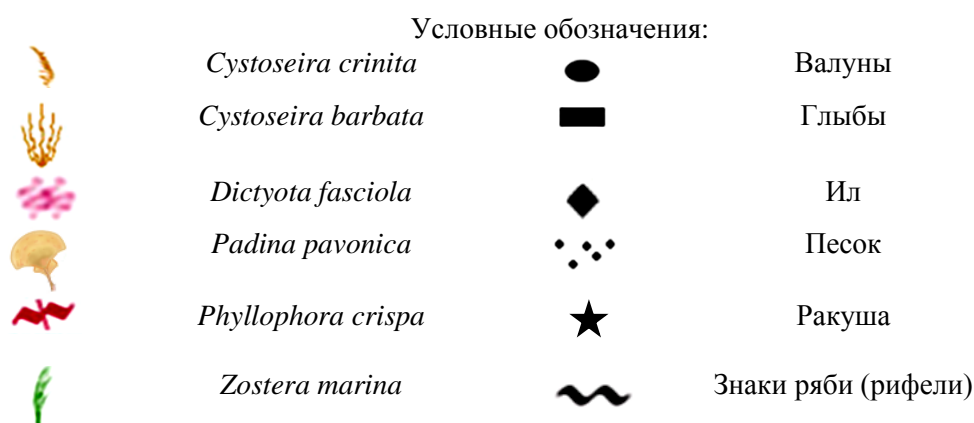 Условные обозначения:
Cystoseira crinita Валуны
Cystoseira barbata Глыбы
Dictyota fasciola Ил
Padina pavonica Песок
Phyllophora crispa Ракуша
Zostera marina Знаки ряби (рифели)